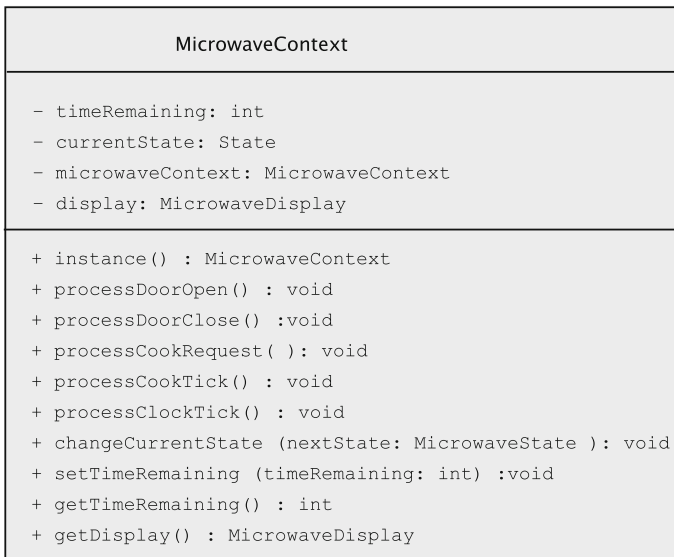 MicrowaveContext
- timeRemaining: int
- currentState: State
- microwaveContext: MicrowaveContext
- display: MicrowaveDisplay
+ instance() : MicrowaveContext
+ processDoorOpen() : void
+ processDoorClose() :void
+ processCookRequest( ): void
+ processCookTick() : void
+ processClockTick() : void
+ changeCurrentState (nextState: MicrowaveState ): void
+ setTimeRemaining (timeRemaining: int) :void
+ getTimeRemaining() : int
+ getDisplay() : MicrowaveDisplay